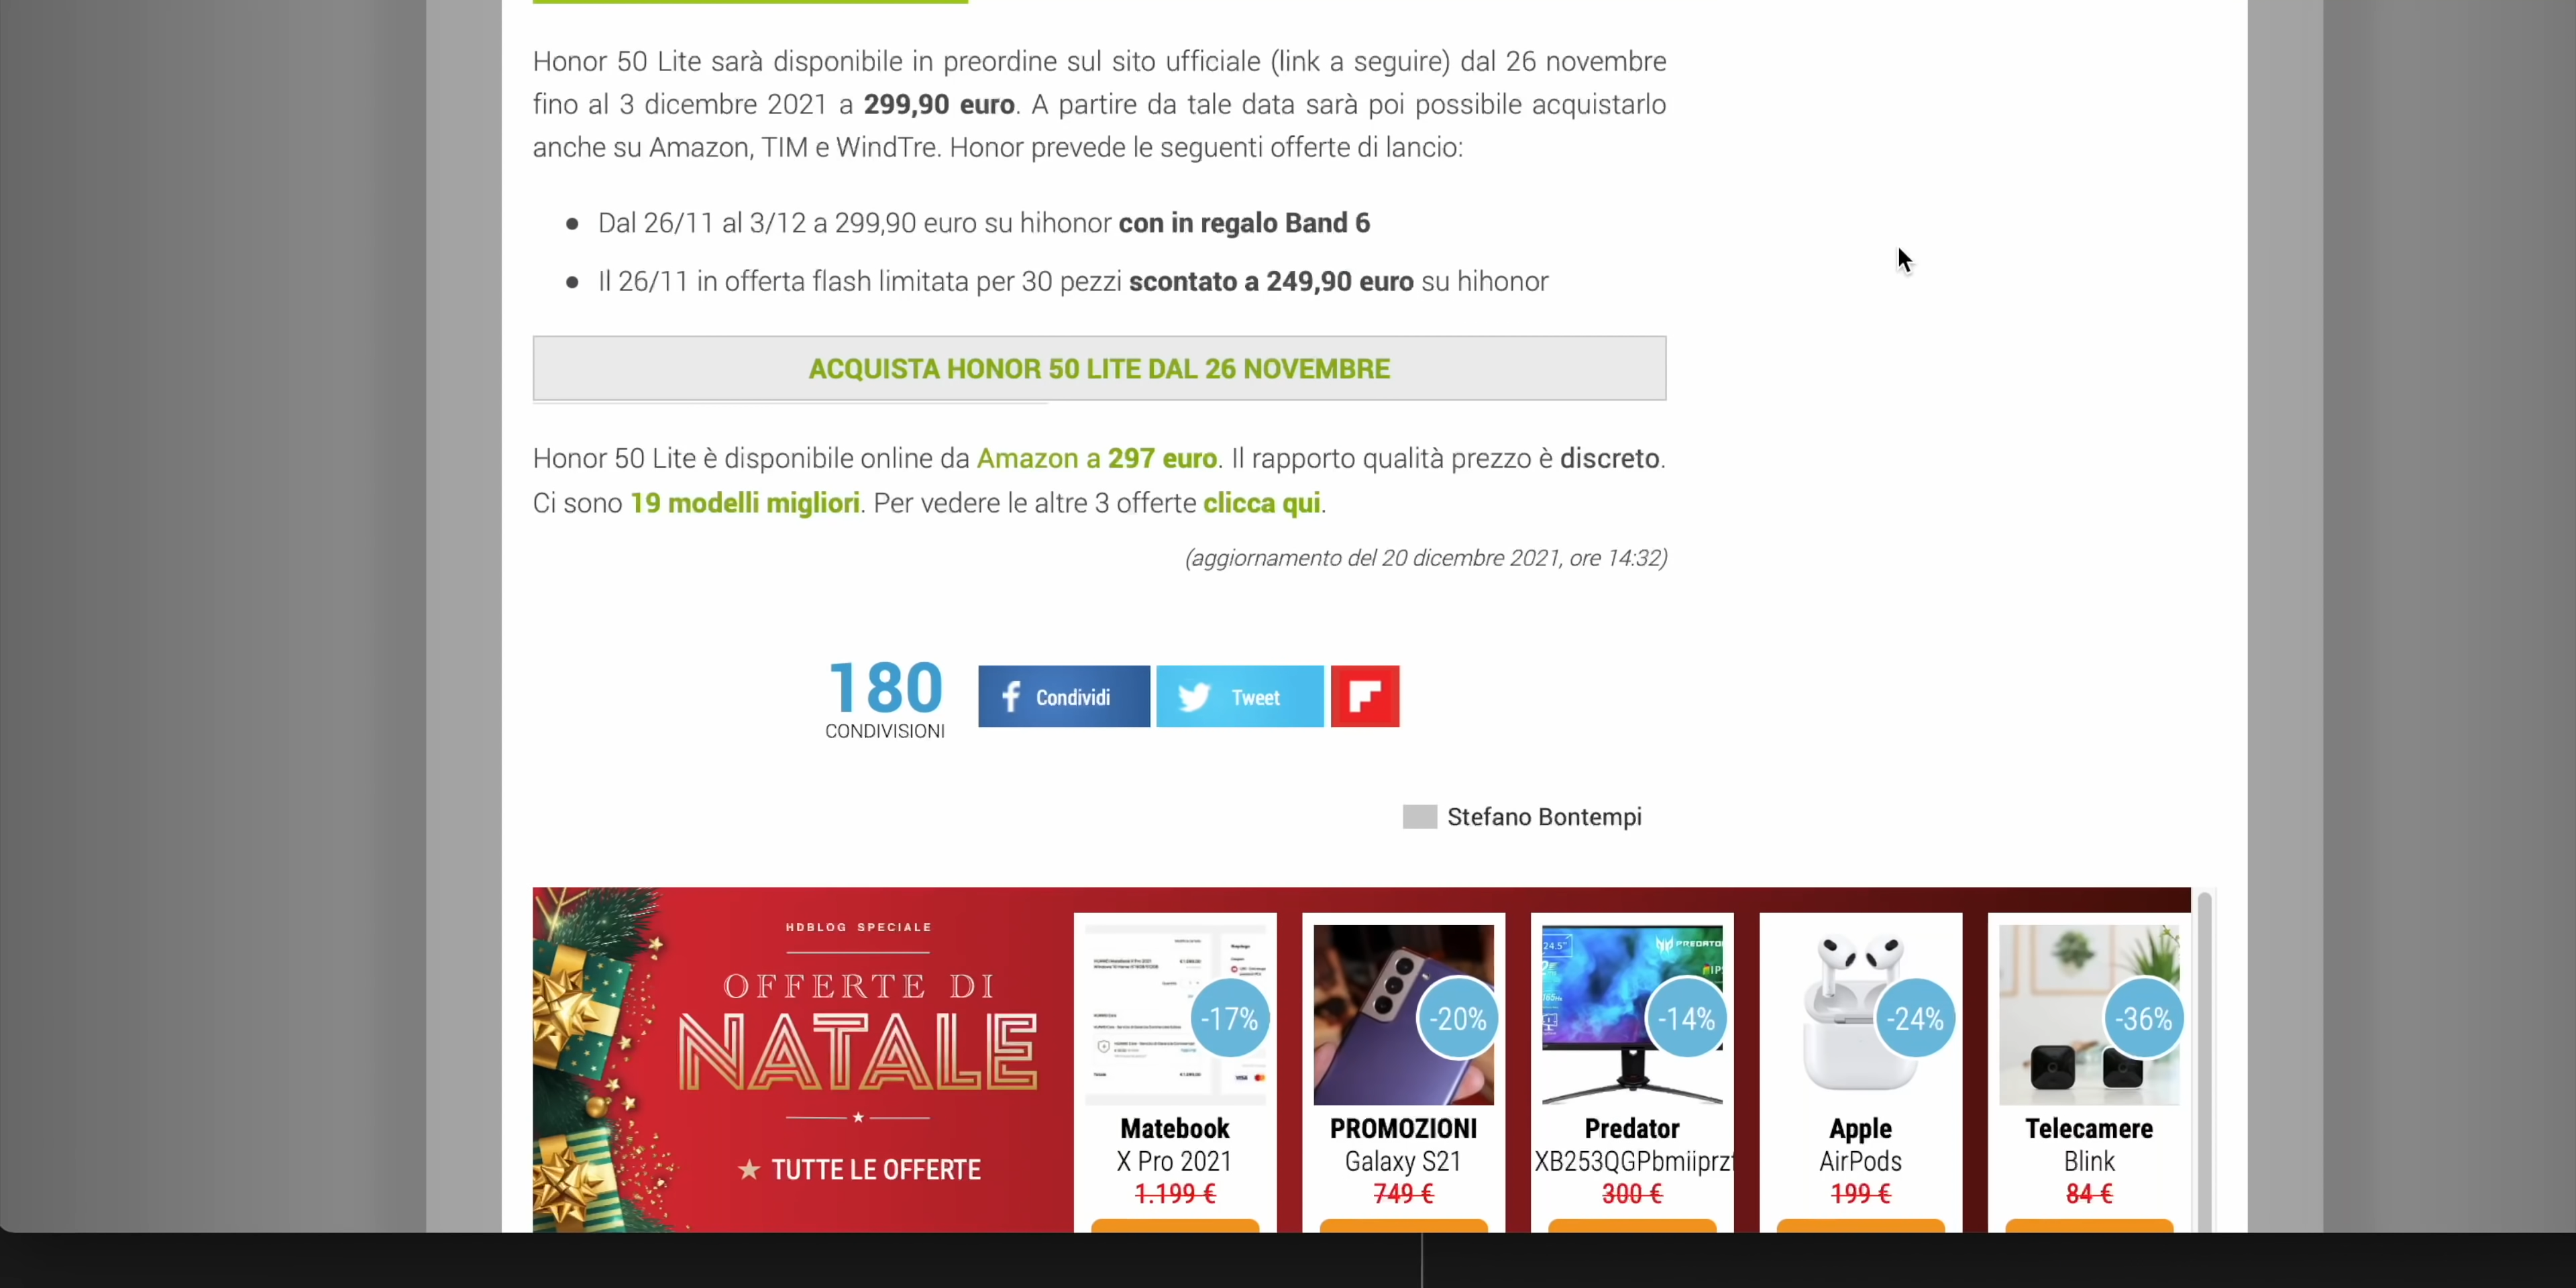 Honor 50 Lite sarà disponibile in preordine sul sito ufficiale (link a seguire) dal 26 novembre
fino al 3 dicembre 2021 a 299,90 euro. A partire da tale data sarà poi possibile acquistarlo
anche su Amazon, TIM e WindTre. Honor prevede le seguenti offerte di lancio:
Dal 26/11 al 3/12 a 299,90 euro su hihonor con in regalo Band 6
Il 26/11 in offerta flash limitata per 30 pezzi scontato a 249,90 euro su hihonor
ACQUISTA HONOR 50 LITE DAL 26 NOVEMBRE
Honor 50 Lite è disponibile online da Amazon a 297 euro. Il rapporto qualità prezzo è discreto.
Ci sono 19 modelli migliori. Per vedere le altre 3 offerte clicca qui.
(aggiornamento del 20 dicembre 2021, ore 14:32)
180
CONDIVISIONI
Condividi
Tweet
Stefano Bontempi
HDBLOG SPECIALE
OFFERTE DI
NATALE
TUTTE LE OFFERTE
-17%
Matebook
X Pro 2021
1.199 €
-20%
PROMOZIONI
Galaxy S21
749 €
24.5"
PREDATO
-14%
Predator
XB253QGPbmiiprz
300 €
-24%
Apple
AirPods
199 €
-36%
Telecamere
Blink
84 €